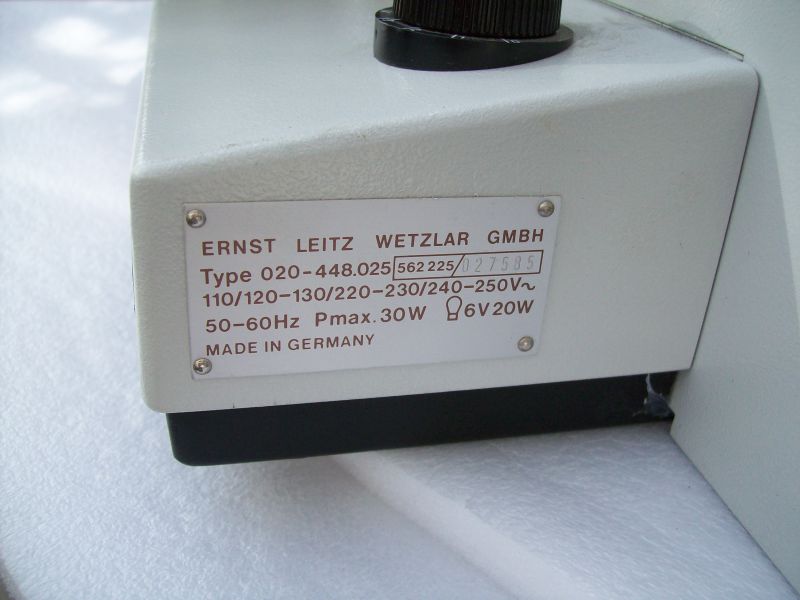 ERNST LEITZ WETZLAR GMBH
Type 020-448.025 562 225/027585
110/120-130/220-230/240-250V~
50-60Hz Pmax. 30W 6V 20W
MADE IN GERMANY